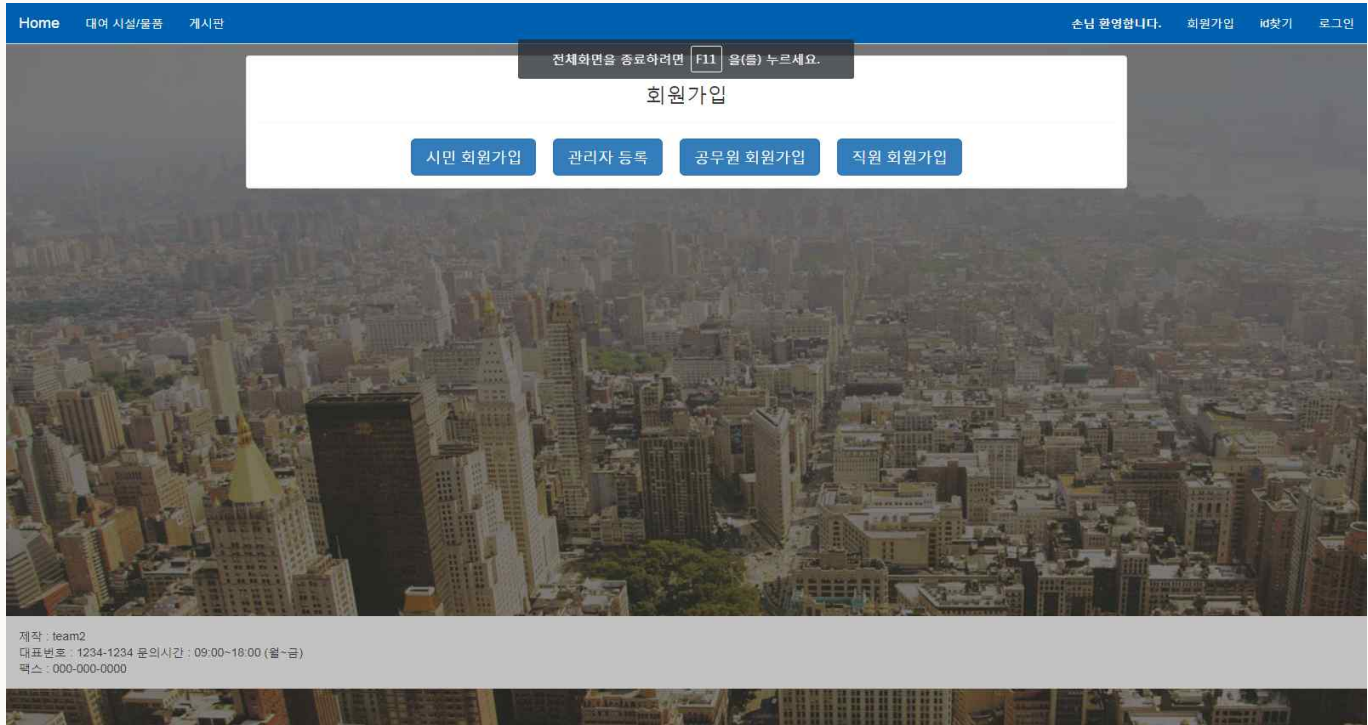 Home 대여 시설/물품 게시판 손님 환영합니다. 회원가입 id찾기 로그인
전체화면을 종료하려면 F11 을(를) 누르세요.
회원가입
시민 회원가입 관리자 등록 공무원 회원가입 직원 회원가입
제작 : team2
대표번호 : 1234-1234 문의시간 : 09:00~18:00 (월~금)
팩스 : 000-000-0000